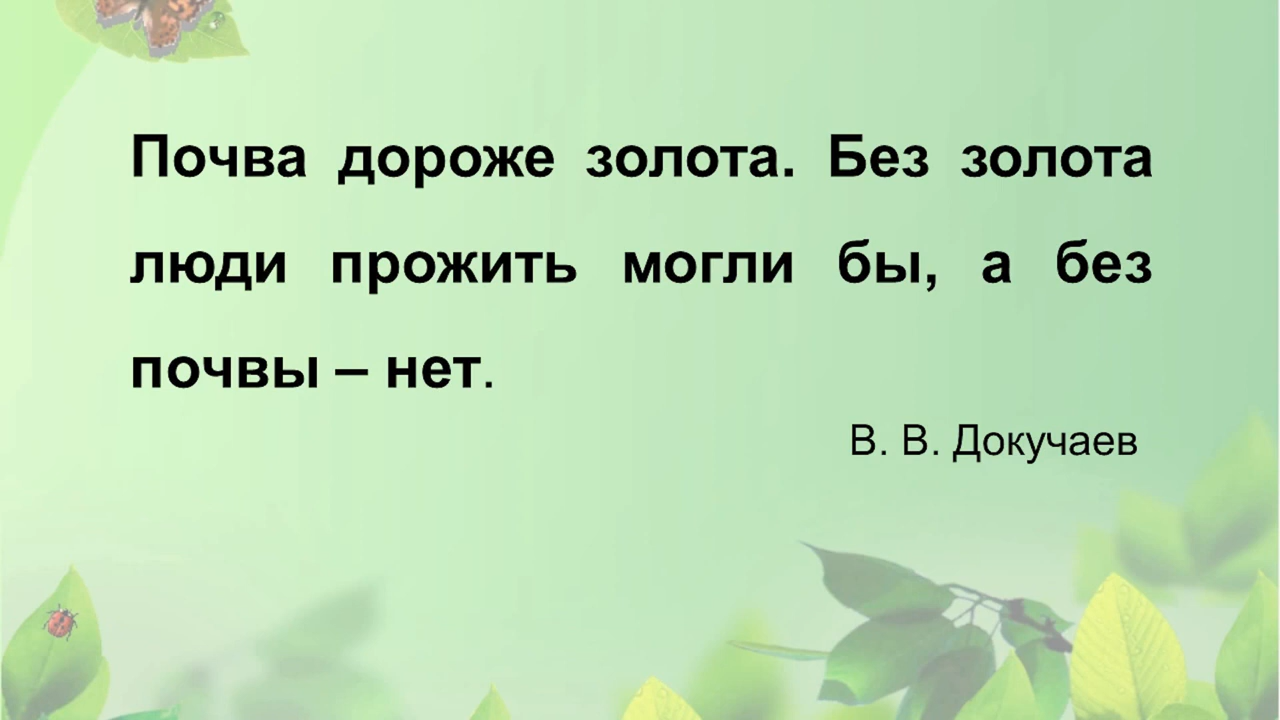 Почва дороже золота. Без золота
люди прожить могли бы, а без
почвы – нет.
В. В. Докучаев